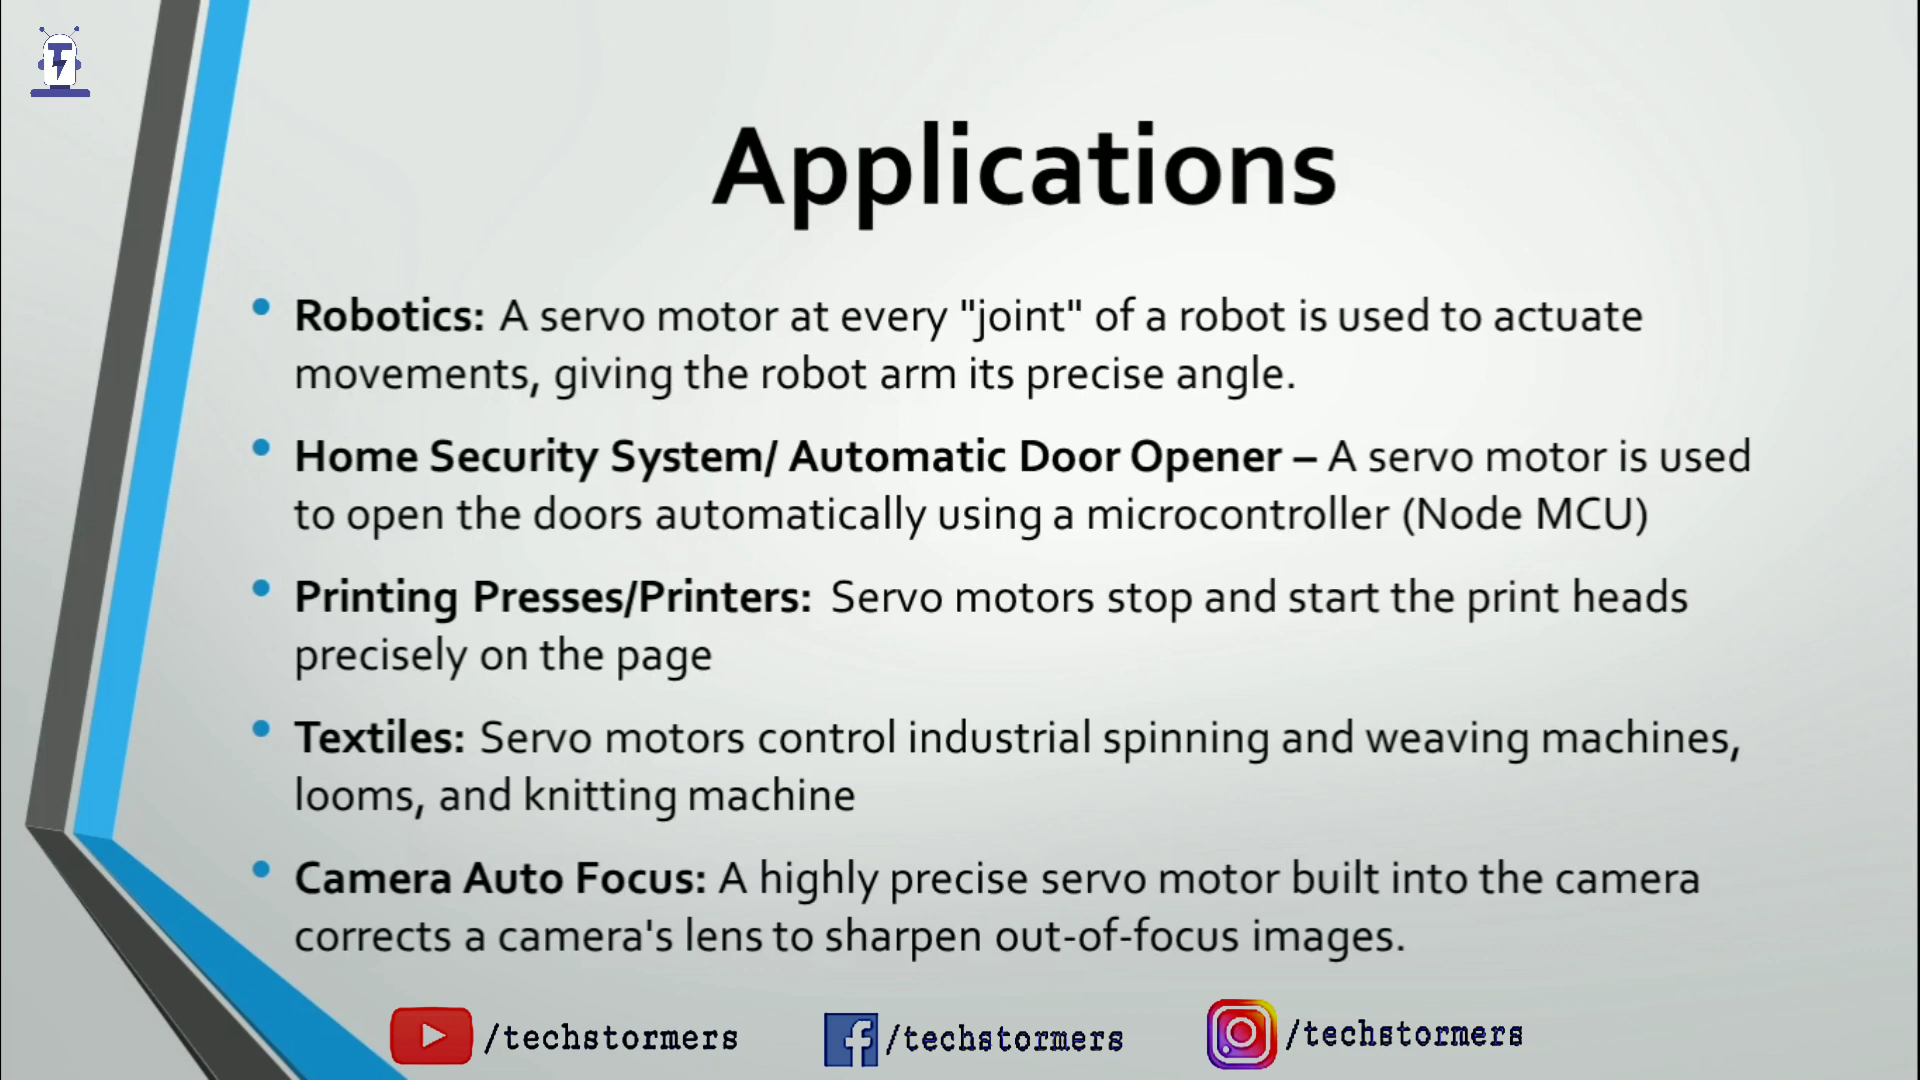 Applications
Robotics: A servo motor at every "joint" of a robot is used to actuate
movements, giving the robot arm its precise angle.
Home Security System/ Automatic Door Opener – A servo motor is used
to open the doors automatically using a microcontroller (Node MCU)
Printing Presses/Printers: Servo motors stop and start the print heads
precisely on the page
Textiles: Servo motors control industrial spinning and weaving machines,
looms, and knitting machine
Camera Auto Focus: A highly precise servo motor built into the camera
corrects a camera's lens to sharpen out-of-focus images.
/techstormers /techstormers /techstormers